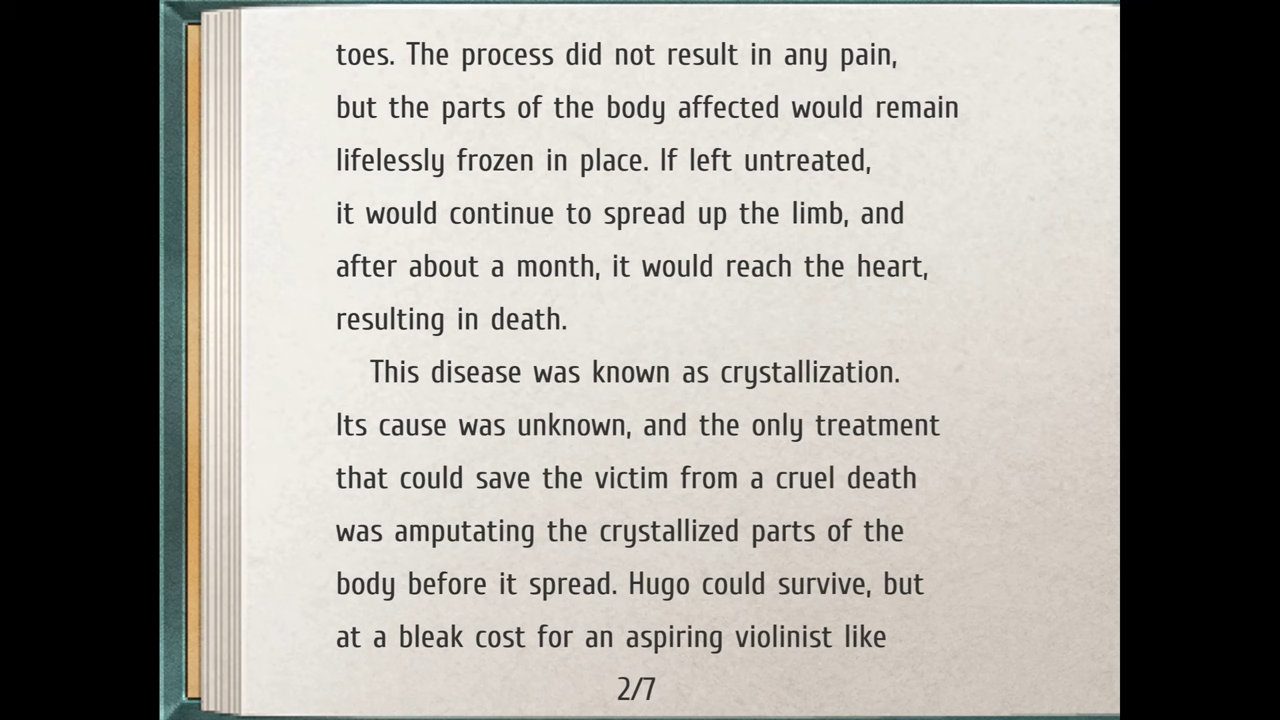 toes. The process did not result in any pain,
but the parts of the body affected would remain
lifelessly frozen in place. If left untreated,
it would continue to spread up the limb, and
after about a month, it would reach the heart,
resulting in death.
This disease was known as crystallization.
Its cause was unknown, and the only treatment
that could save the victim from a cruel death
was amputating the crystallized parts of the
body before it spread. Hugo could survive, but
at a bleak cost for an aspiring violinist like
2/7